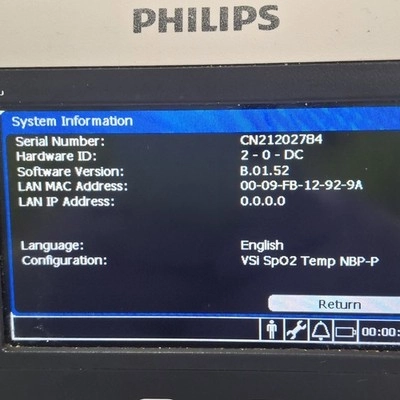 PHILIPS
System Information
Serial Number: CN21202784
Hardware ID: 2 - 0 - DC
Software Version: B.01.52
LAN MAC Address: 00-09-FB-12-92-9A
LAN IP Address: 0.0.0.0
Language: English
Configuration: VSi SpO2 Temp NBP-P
Return
00:00: